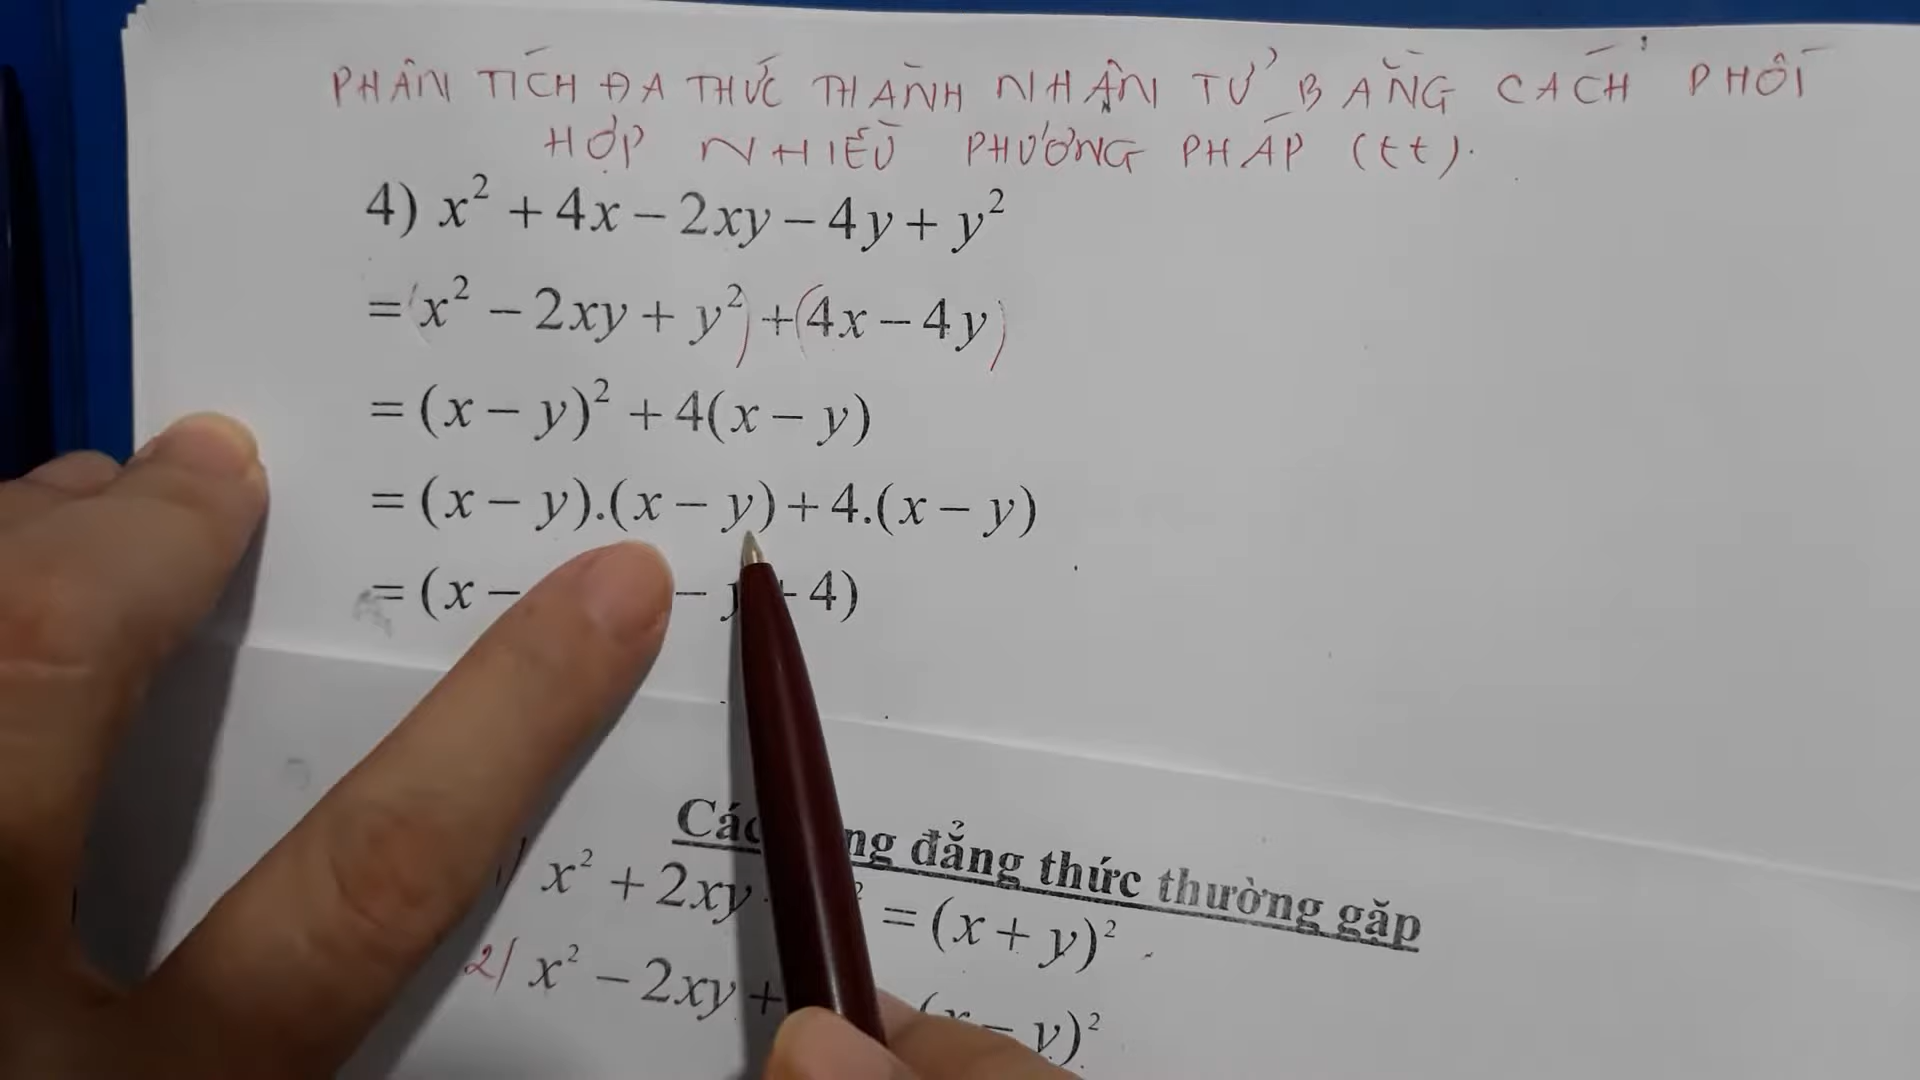 PHÂN TÍCH ĐA THỨC THÀNH NHÂN TỬ BẰNG CÁCH PHỐI
HỢP NHIỀU PHƯƠNG PHÁP (tt).
4) x² + 4x − 2xy − 4y + y²
= (x² − 2xy + y²) + (4x − 4y)
= (x − y)² + 4(x − y)
= (x − y).(x − y) + 4.(x − y)
= (x − − 4)
đẳng thức thường gặp
x² + 2xy = (x + y)²
2/ x² − 2xy + − y)²